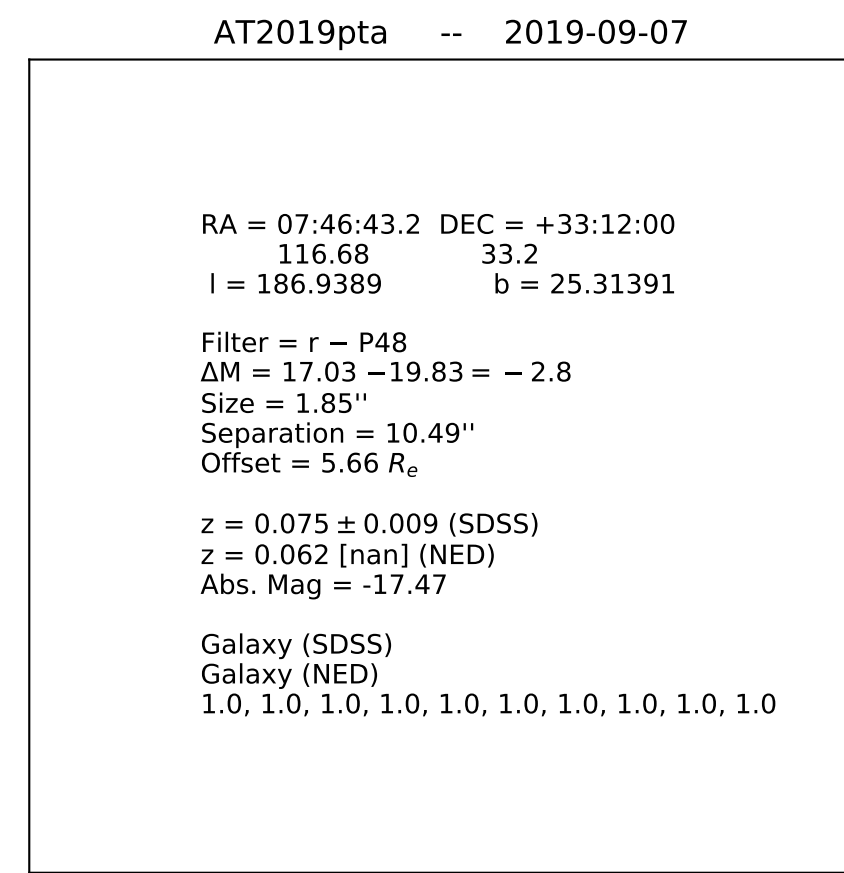 AT2019pta -- 2019-09-07
RA = 07:46:43.2 DEC = +33:12:00
116.68 33.2
l = 186.9389 b = 25.31391
Filter = r − P48
ΔM = 17.03 −19.83 = − 2.8
Size = 1.85''
Separation = 10.49''
Offset = 5.66 Rₑ
z = 0.075 ± 0.009 (SDSS)
z = 0.062 [nan] (NED)
Abs. Mag = -17.47
Galaxy (SDSS)
Galaxy (NED)
1.0, 1.0, 1.0, 1.0, 1.0, 1.0, 1.0, 1.0, 1.0, 1.0